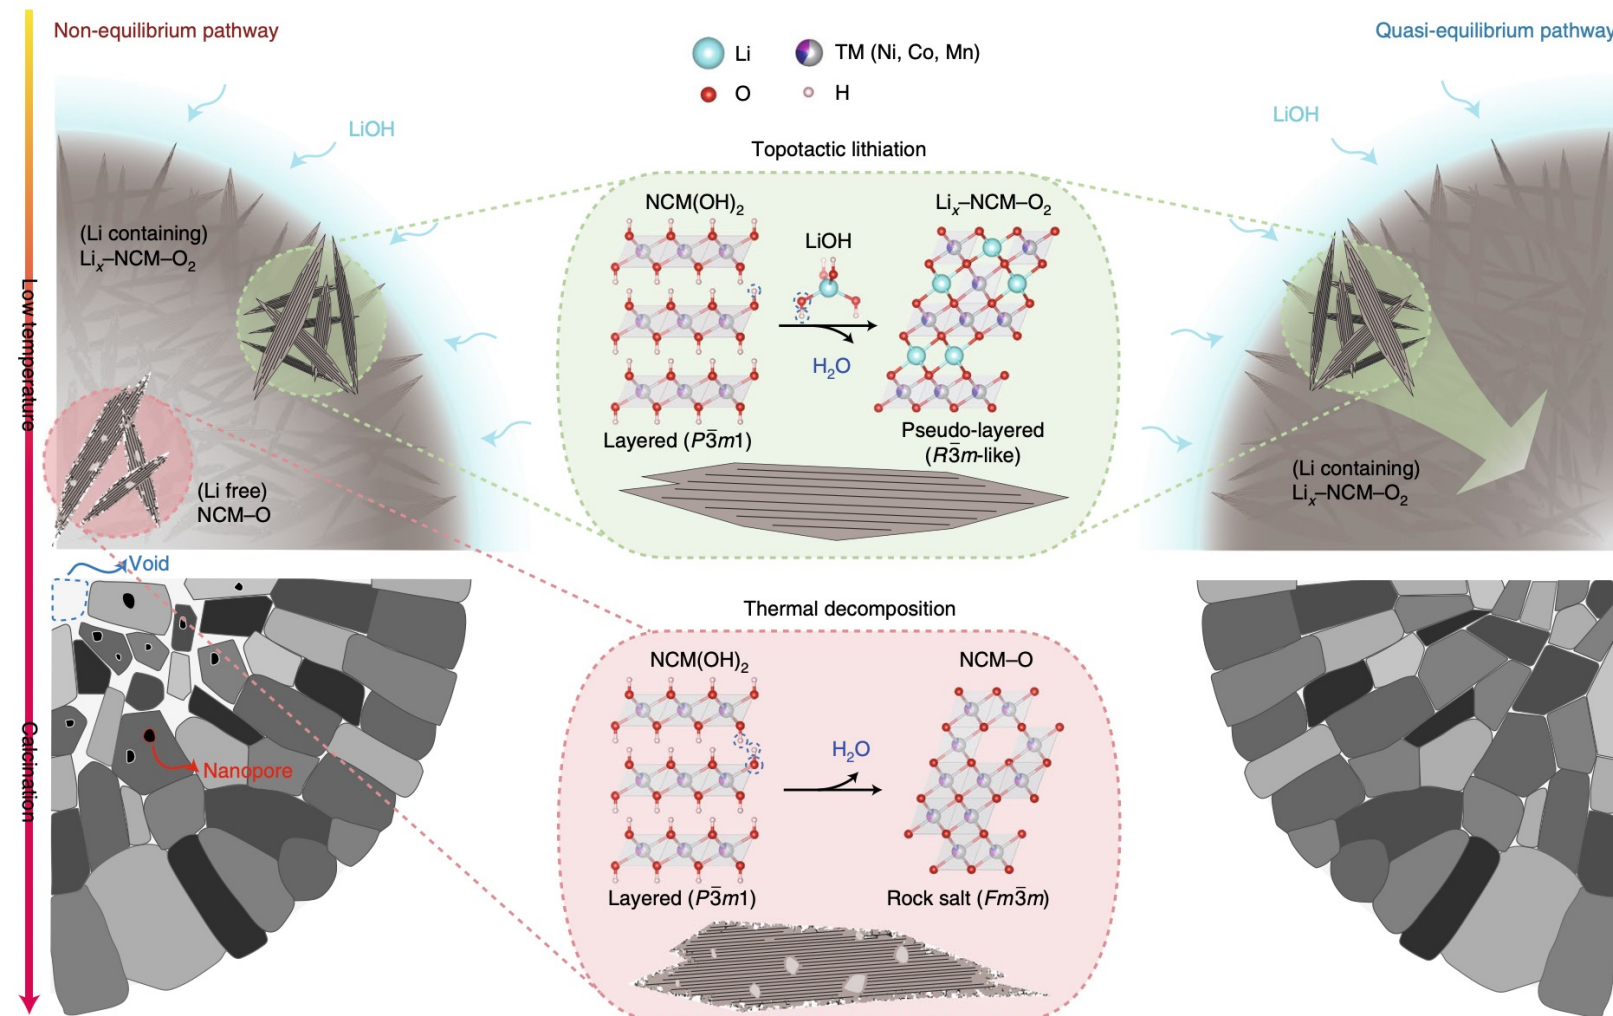 Non-equilibrium pathway
Quasi-equilibrium pathway
Li
TM (Ni, Co, Mn)
O
H
LiOH
LiOH
Topotactic lithiation
NCM(OH)₂
Liₓ–NCM–O₂
(Li containing)
Liₓ–NCM–O₂
LiOH
H₂O
Low temperature
Layered (P3̄m1)
Pseudo-layered
(R3̄m-like)
(Li containing)
Liₓ–NCM–O₂
(Li free)
NCM–O
Void
Thermal decomposition
NCM(OH)₂
NCM–O
H₂O
Nanopore
Calcination
Layered (P3̄m1)
Rock salt (Fm3̄m)